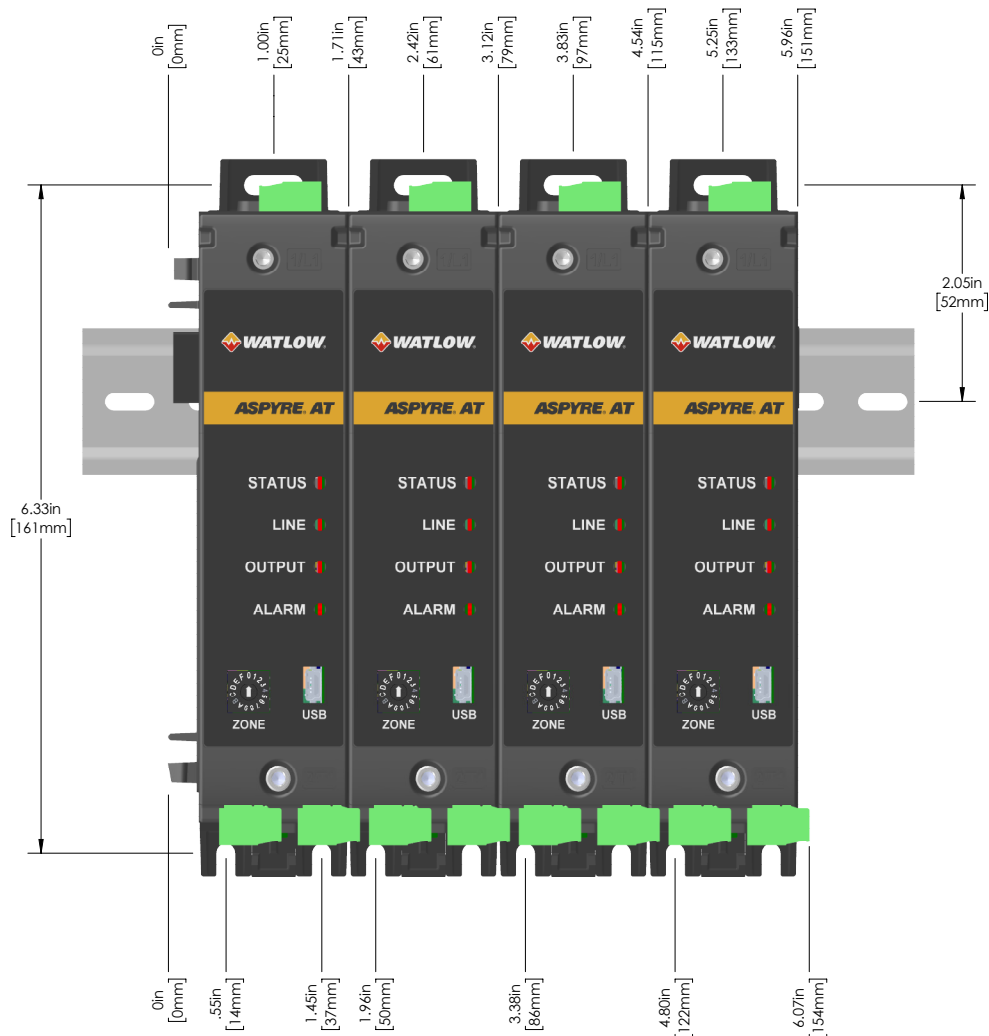 0in
[0mm]
1.00in
[25mm]
1.71in
[43mm]
2.42in
[61mm]
3.12in
[79mm]
3.83in
[97mm]
4.54in
[115mm]
5.25in
[133mm]
5.96in
[151mm]
2.05in
[52mm]
6.33in
[161mm]
WATLOW. WATLOW. WATLOW. WATLOW.
ASPYRE. AT ASPYRE. AT ASPYRE. AT ASPYRE. AT
STATUS STATUS STATUS STATUS
LINE LINE LINE LINE
OUTPUT OUTPUT OUTPUT OUTPUT
ALARM ALARM ALARM ALARM
ZONE USB ZONE USB ZONE USB ZONE USB
0in
[0mm]
.55in
[14mm]
1.45in
[37mm]
1.96in
[50mm]
3.38in
[86mm]
4.80in
[122mm]
6.07in
[154mm]